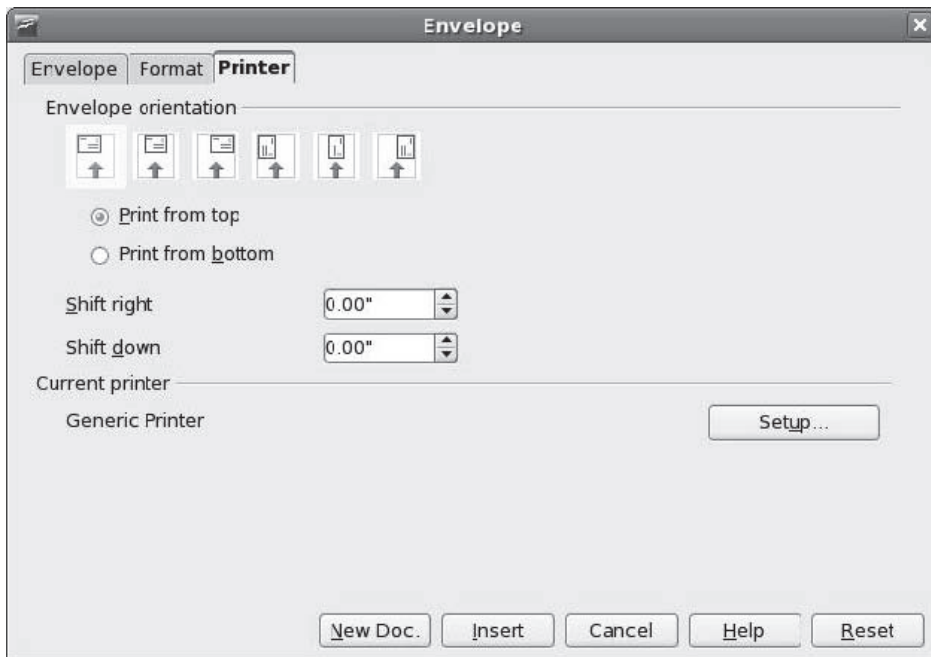 Envelope
Envelope Format Printer
Envelope orientation
Print from top
Print from bottom
Shift right 0.00"
Shift down 0.00"
Current printer
Generic Printer Setup...
New Doc. Insert Cancel Help Reset